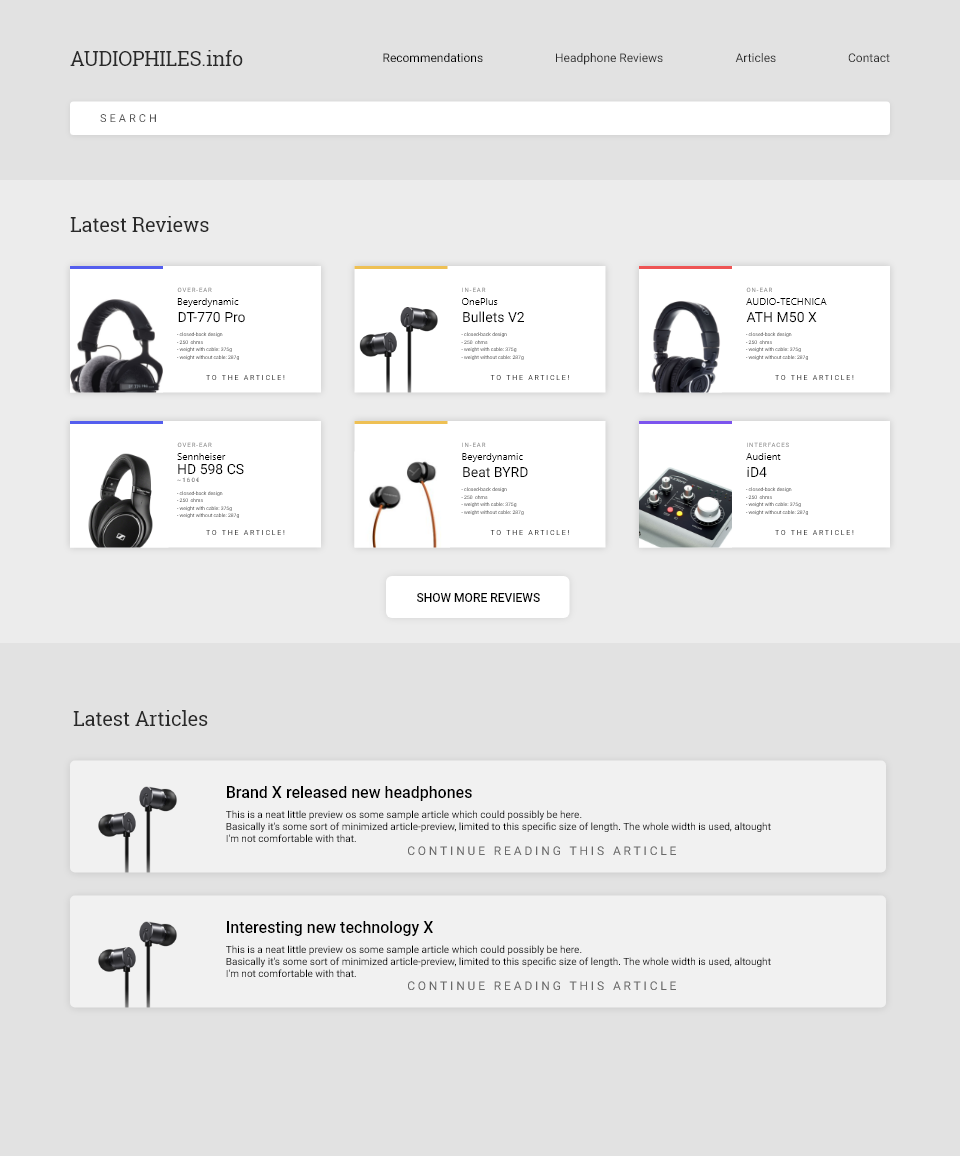 AUDIOPHILES.info
Recommendations
Headphone Reviews
Articles
Contact
SEARCH
Latest Reviews
OVER-EAR
Beyerdynamic
DT-770 Pro
- closed-back design
- 250 ohms
- weight with cable: 375g
- weight without cable: 287g
TO THE ARTICLE!
IN-EAR
OnePlus
Bullets V2
- closed-back design
- 250 ohms
- weight with cable: 375g
- weight without cable: 287g
TO THE ARTICLE!
ON-EAR
AUDIO-TECHNICA
ATH M50 X
- closed-back design
- 250 ohms
- weight with cable: 375g
- weight without cable: 287g
TO THE ARTICLE!
OVER-EAR
Sennheiser
HD 598 CS
~160€
- closed-back design
- 250 ohms
- weight with cable: 375g
- weight without cable: 287g
TO THE ARTICLE!
IN-EAR
Beyerdynamic
Beat BYRD
- closed-back design
- 250 ohms
- weight with cable: 375g
- weight without cable: 287g
TO THE ARTICLE!
INTERFACES
Audient
iD4
- closed-back design
- 250 ohms
- weight with cable: 375g
- weight without cable: 287g
TO THE ARTICLE!
SHOW MORE REVIEWS
Latest Articles
Brand X released new headphones
This is a neat little preview os some sample article which could possibly be here.
Basically it's some sort of minimized article-preview, limited to this specific size of length. The whole width is used, altought
I'm not comfortable with that.
CONTINUE READING THIS ARTICLE
Interesting new technology X
This is a neat little preview os some sample article which could possibly be here.
Basically it's some sort of minimized article-preview, limited to this specific size of length. The whole width is used, altought
I'm not comfortable with that.
CONTINUE READING THIS ARTICLE